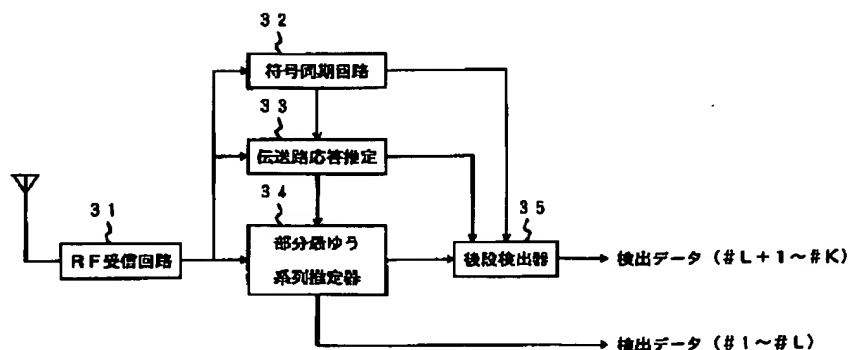 32
符号同期回路
33
伝送路応答推定
34
31
35
部分最ゆう
系列推定器
RF受信回路
後段検出器
検出データ(#L+1~#K)
検出データ(#1~#L)